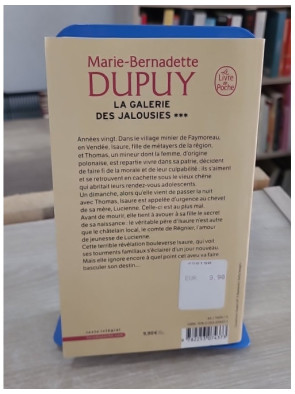 Marie-Bernadette
DUPUY
Le
Livre
de
Poche
LA GALERIE
DES JALOUSIES ***
Années vingt. Dans le village minier de Faymoreau,
en Vendée, Isaure, fille de métayers de la région,
et Thomas, un mineur dont la femme, d'origine
polonaise, est repartie vivre dans sa patrie, décident
de faire fi de la morale et de leur culpabilité : ils s'aiment
et se retrouvent en cachette sous le vieux chêne
qui abritait leurs rendez-vous adolescents.
Un dimanche, alors qu'elle vient de passer la nuit
avec Thomas, Isaure est appelée d'urgence au chevet
de sa mère, Lucienne. Celle-ci est au plus mal.
Avant de mourir, elle tient à avouer à sa fille le secret
de sa naissance : le véritable père d'Isaure n'est autre
que le châtelain local, le comte de Régnier, l'amour
de jeunesse de Lucienne.
Cette terrible révélation bouleverse Isaure, qui voit
ses tourments familiaux s'éclairer d'un jour nouveau.
Mais elle ignore encore à quel point cet aveu va faire
basculer son destin...
texte intégral